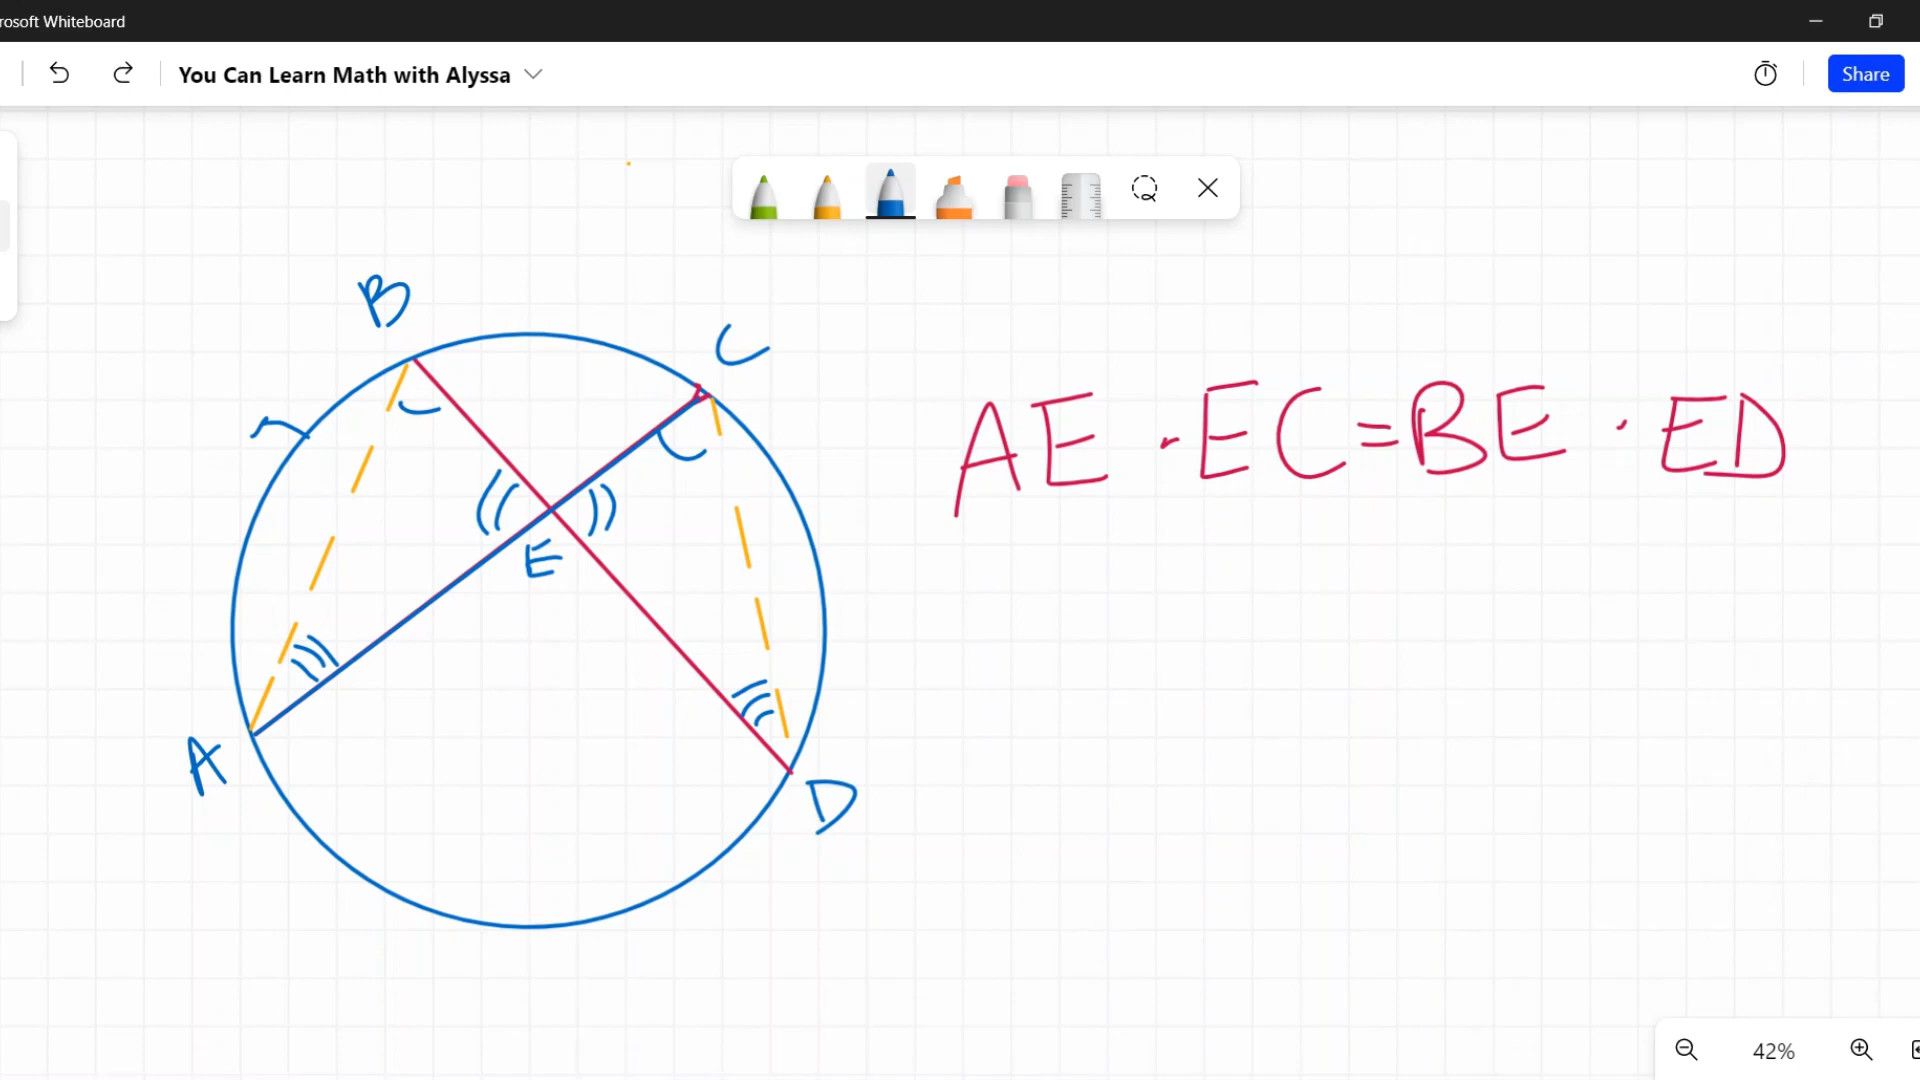 rosoft Whiteboard
You Can Learn Math with Alyssa
Share
B
C
AE · EC = BE · ED
E
A
D
42%